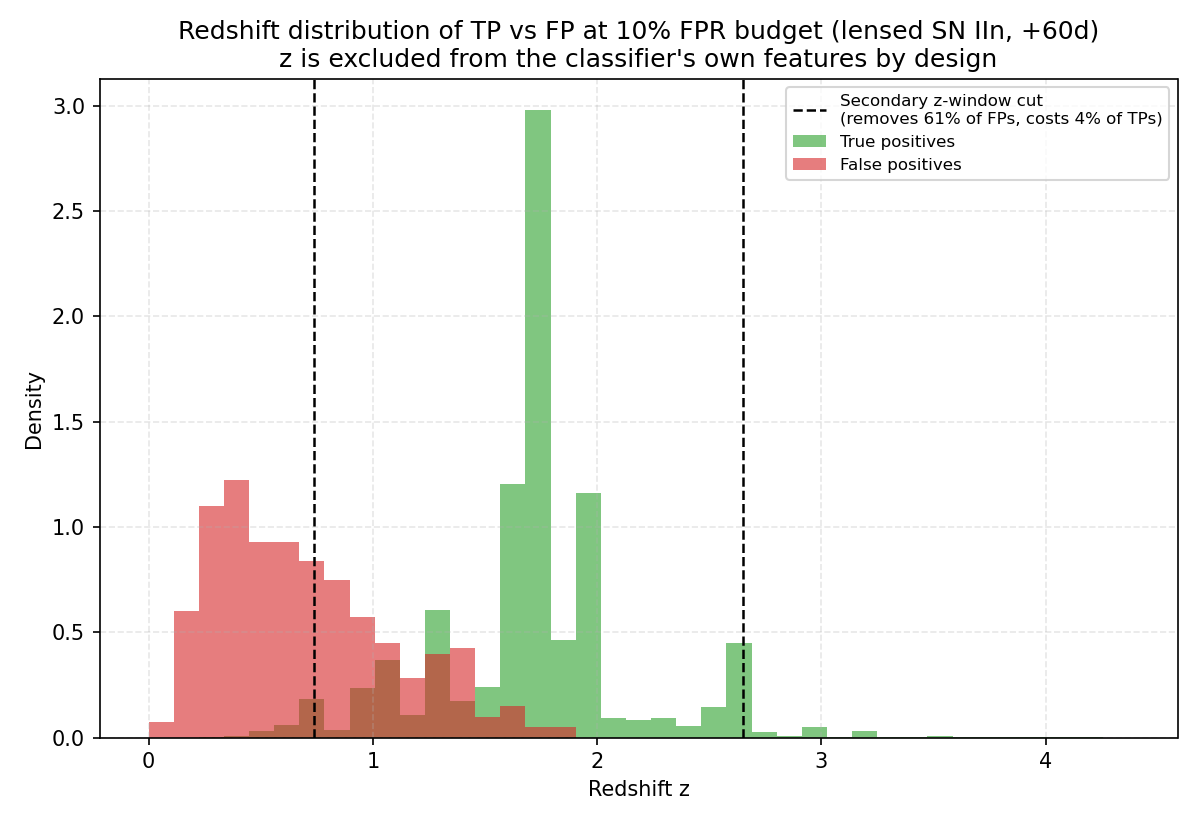 Redshift distribution of TP vs FP at 10% FPR budget (lensed SN IIn, +60d)
z is excluded from the classifier's own features by design
Secondary z-window cut
(removes 61% of FPs, costs 4% of TPs)
True positives
False positives
Density
3.0
2.5
2.0
1.5
1.0
0.5
0.0
0
1
2
3
4
Redshift z